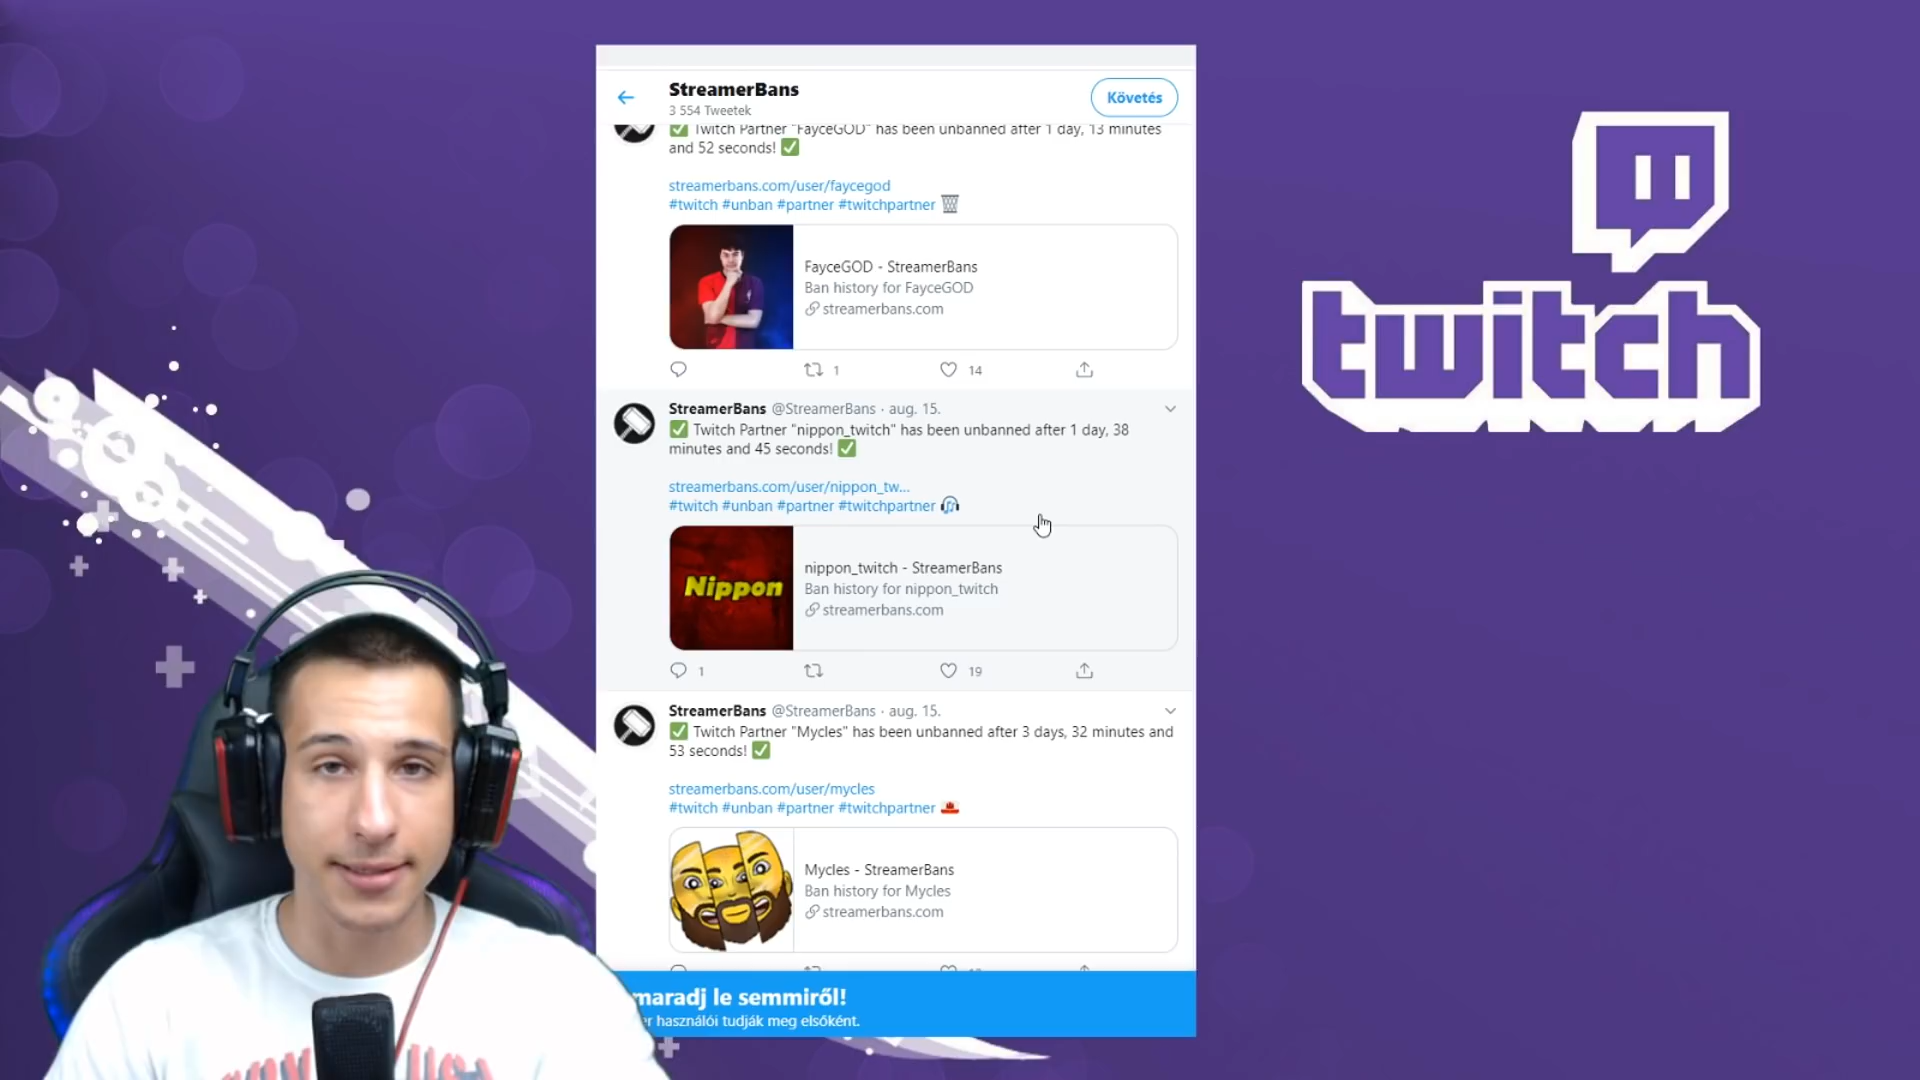 StreamerBans
3 554 Tweetek
Követés
✅ Twitch Partner "FayceGOD" has been unbanned after 1 day, 13 minutes
and 52 seconds! ✅
streamerbans.com/user/faycegod
#twitch #unban #partner #twitchpartner 🗑️
FayceGOD - StreamerBans
Ban history for FayceGOD
streamerbans.com
1
14
StreamerBans @StreamerBans · aug. 15.
✅ Twitch Partner "nippon_twitch" has been unbanned after 1 day, 38
minutes and 45 seconds! ✅
streamerbans.com/user/nippon_tw...
#twitch #unban #partner #twitchpartner 🎧
Nippon
nippon_twitch - StreamerBans
Ban history for nippon_twitch
streamerbans.com
1
19
StreamerBans @StreamerBans · aug. 15.
✅ Twitch Partner "Mycles" has been unbanned after 3 days, 32 minutes and
53 seconds! ✅
streamerbans.com/user/mycles
#twitch #unban #partner #twitchpartner
Mycles - StreamerBans
Ban history for Mycles
streamerbans.com
maradj le semmiről!
használói tudják meg elsőként.
twitch